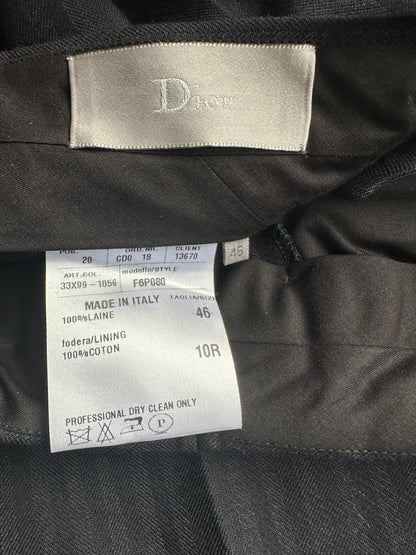 Dior
POS. ORD.NR. CLIENT
20 CD0 18 13670
46
ART.COL. modello/STYLE
33X99-1056 F6P080
MADE IN ITALY TAGLIA/SIZE
100%LAINE 46
fodera/LINING
100%COTON 10R
PROFESSIONAL DRY CLEAN ONLY
P